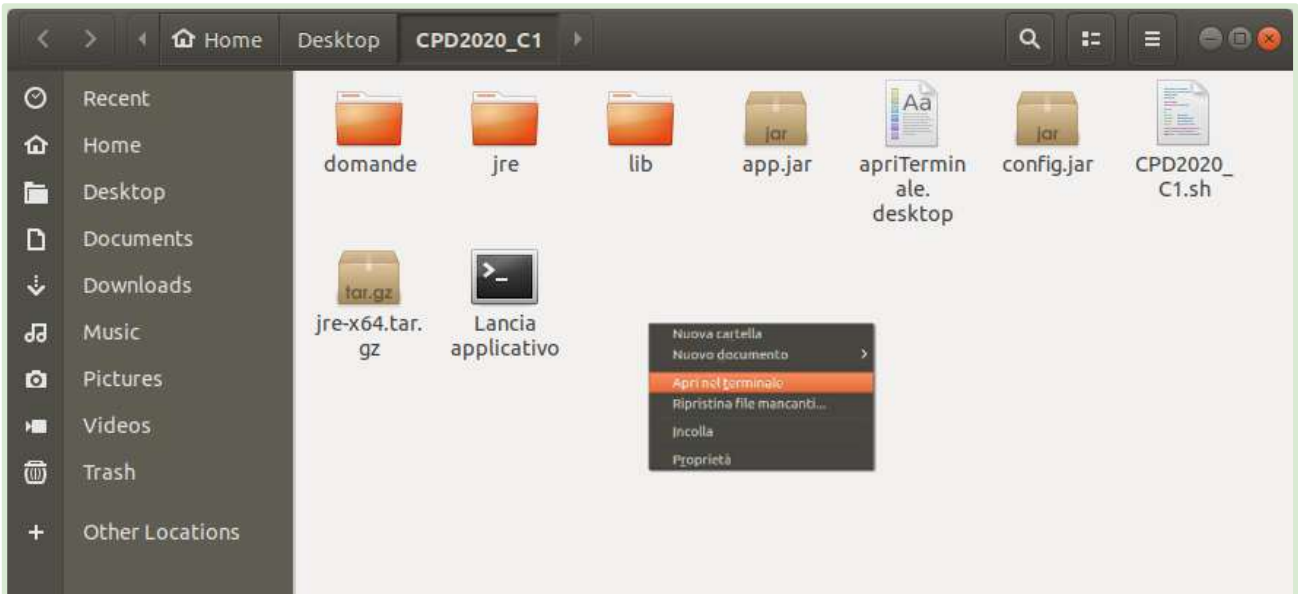 Home Desktop CPD2020_C1
Recent
Home
Desktop
Documents
Downloads
Music
Pictures
Videos
Trash
Other Locations
domande
jre
lib
jar
app.jar
Aa
apriTermin
ale.
desktop
jar
config.jar
CPD2020_
C1.sh
tar.gz
jre-x64.tar.
gz
>_
Lancia
applicativo
Nuova cartella
Nuovo documento
Apri nel terminale
Ripristina file mancanti...
Incolla
Proprietà